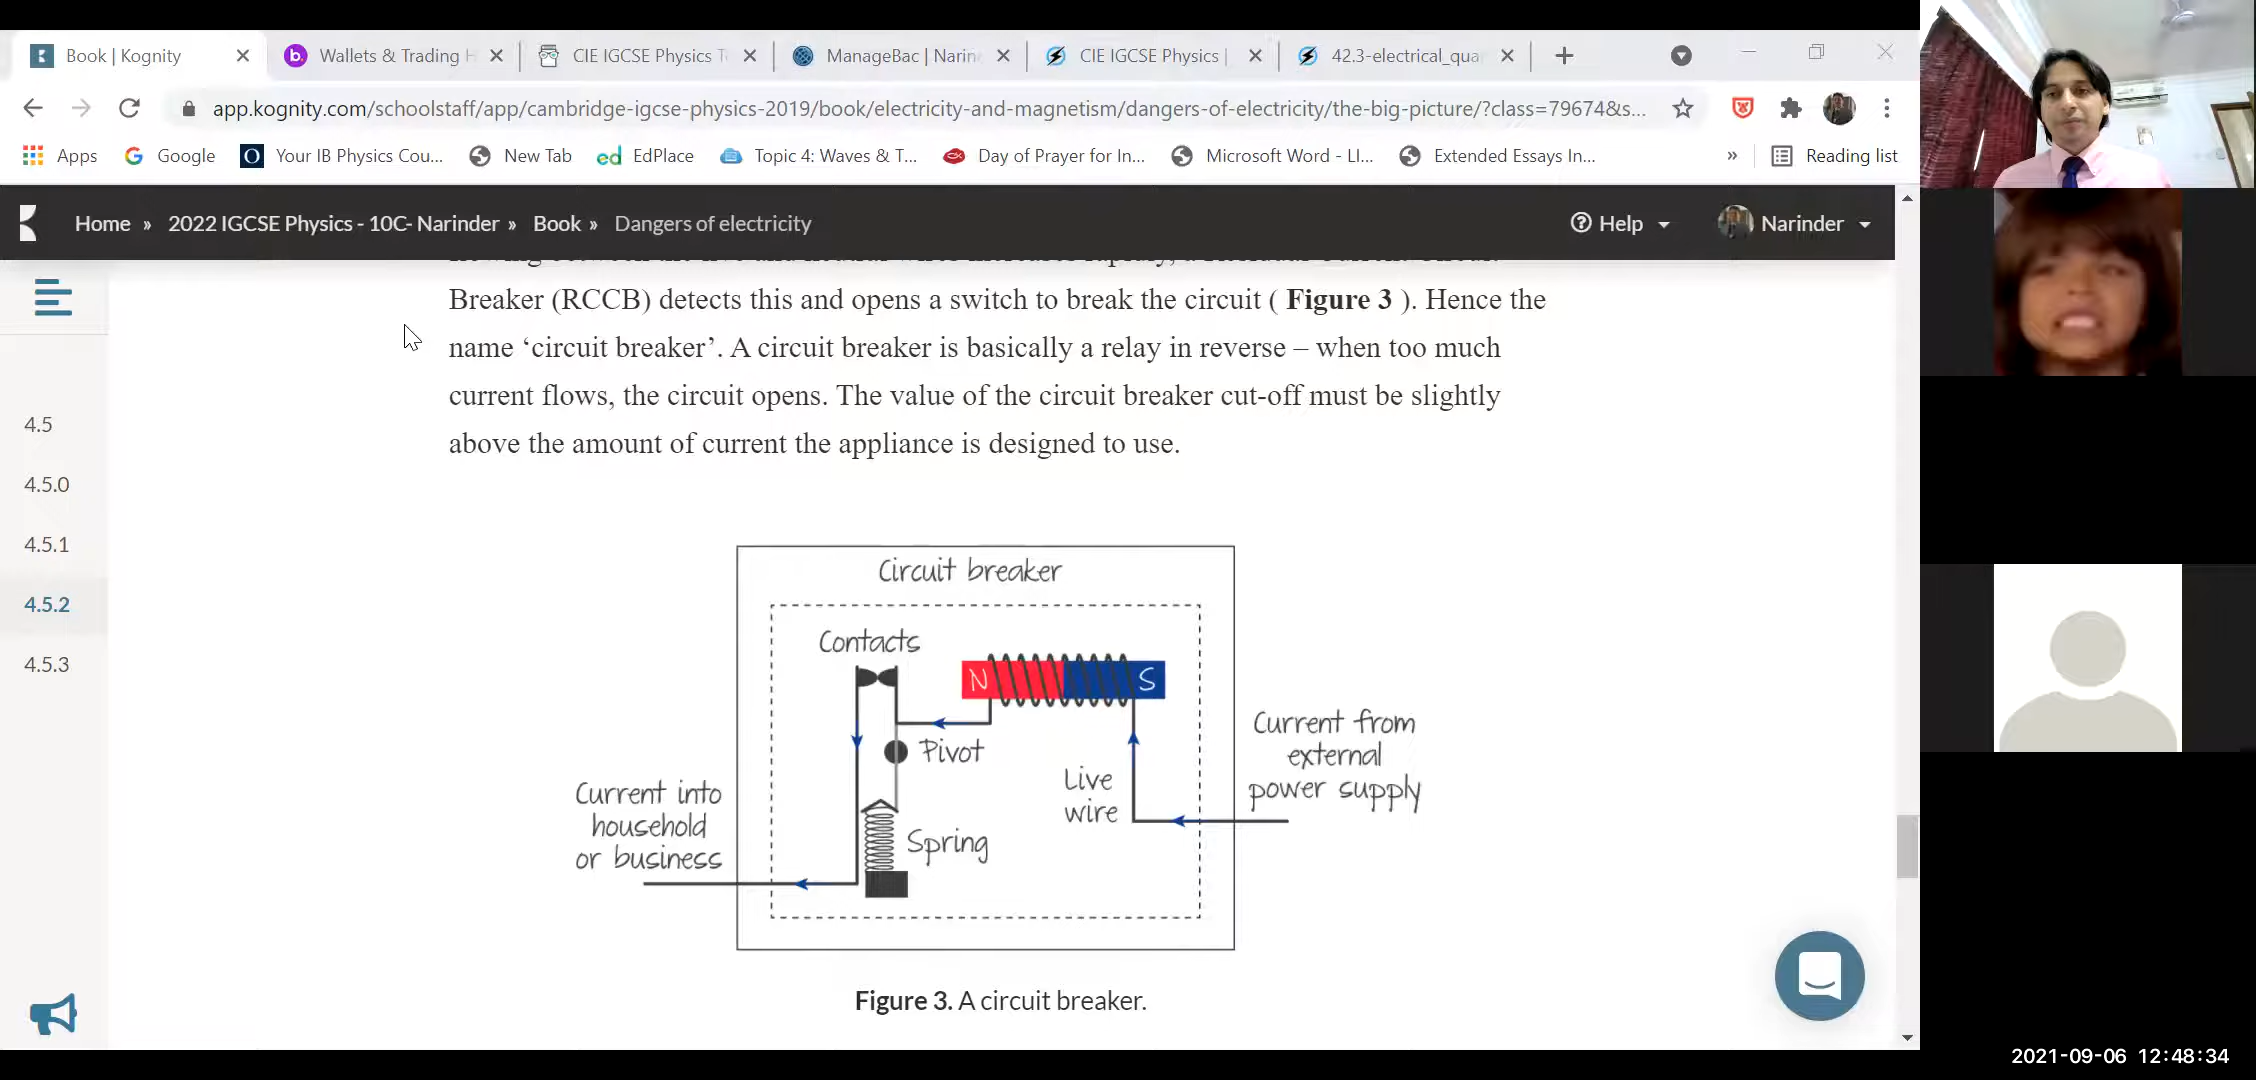 Book | Kognity
Wallets & Trading H
CIE IGCSE Physics T
ManageBac | Narin
CIE IGCSE Physics |
42.3-electrical_qua
app.kognity.com/schoolstaff/app/cambridge-igcse-physics-2019/book/electricity-and-magnetism/dangers-of-electricity/the-big-picture/?class=79674&s...
Apps
Google
Your IB Physics Cou...
New Tab
EdPlace
Topic 4: Waves & T...
Day of Prayer for In...
Microsoft Word - LI...
Extended Essays In...
»
Reading list
Home » 2022 IGCSE Physics - 10C- Narinder » Book » Dangers of electricity
Help
Narinder
Breaker (RCCB) detects this and opens a switch to break the circuit ( Figure 3 ). Hence the
name ‘circuit breaker’. A circuit breaker is basically a relay in reverse – when too much
current flows, the circuit opens. The value of the circuit breaker cut-off must be slightly
above the amount of current the appliance is designed to use.
4.5
4.5.0
4.5.1
4.5.2
4.5.3
Circuit breaker
Contacts
N
S
Pivot
Spring
Live
wire
Current from
external
power supply
Current into
household
or business
Figure 3. A circuit breaker.
2021-09-06 12:48:34